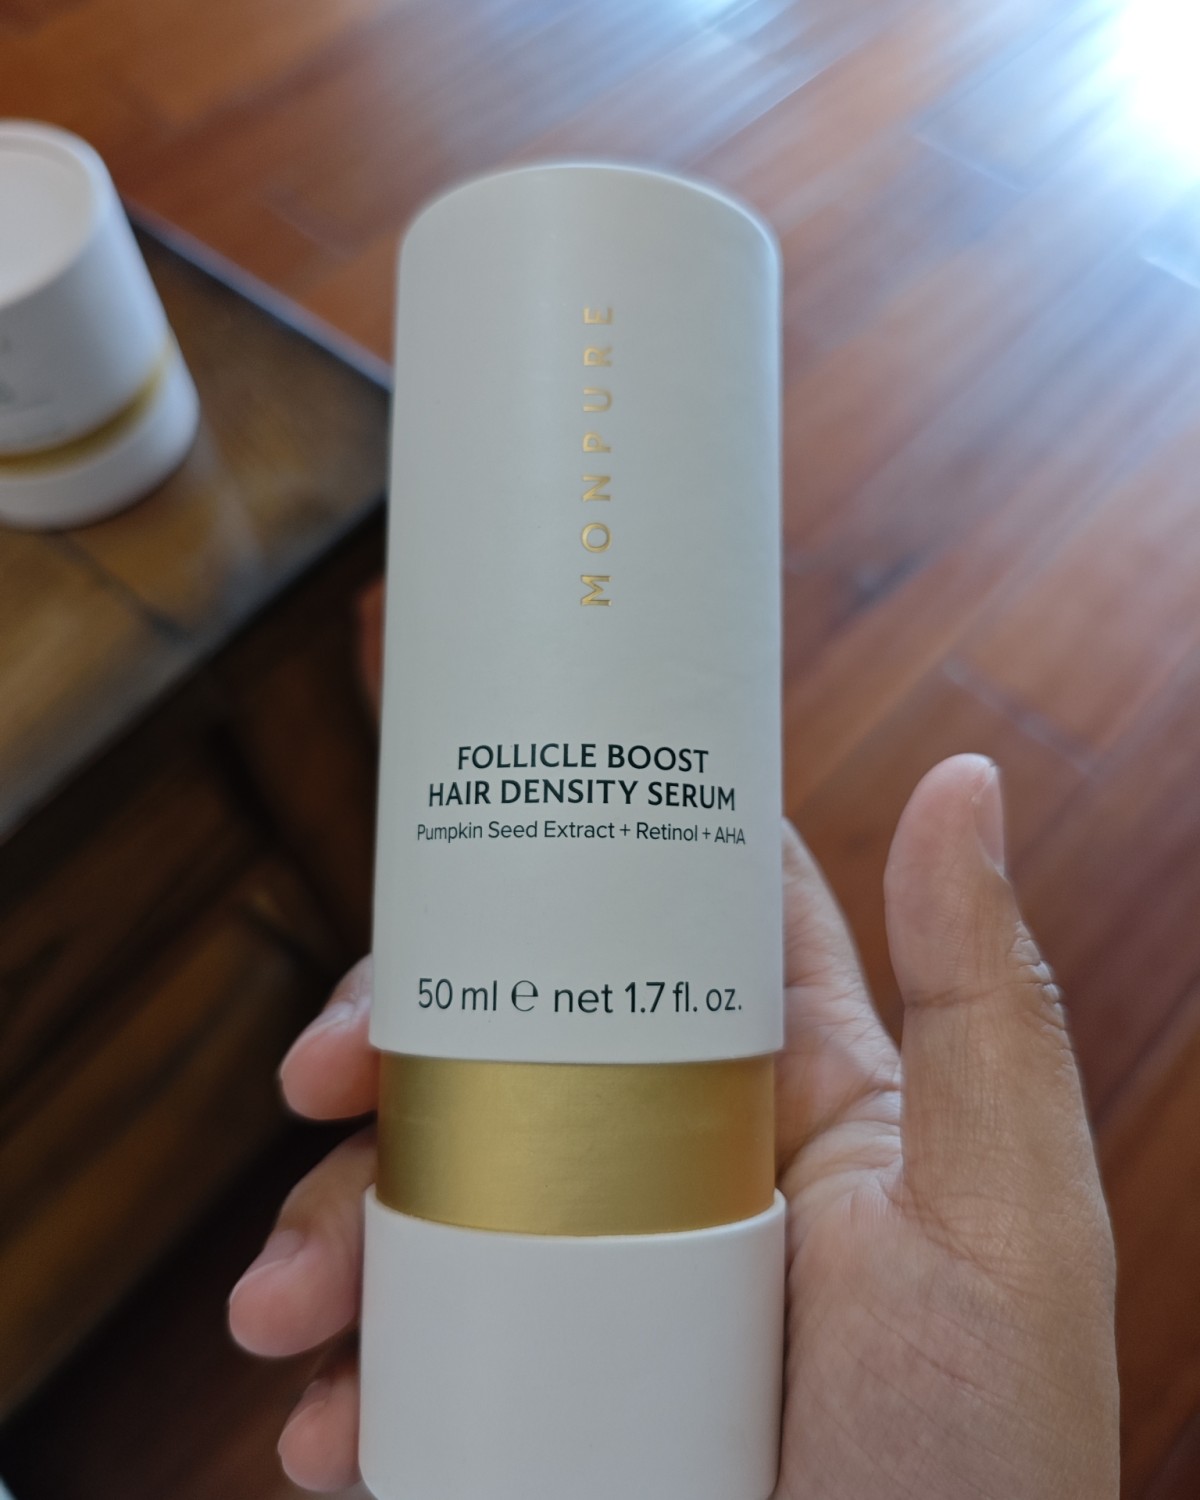 MONPURE
FOLLICLE BOOST
HAIR DENSITY SERUM
Pumpkin Seed Extract + Retinol + AHA
50 ml ℮ net 1.7 fl. oz.